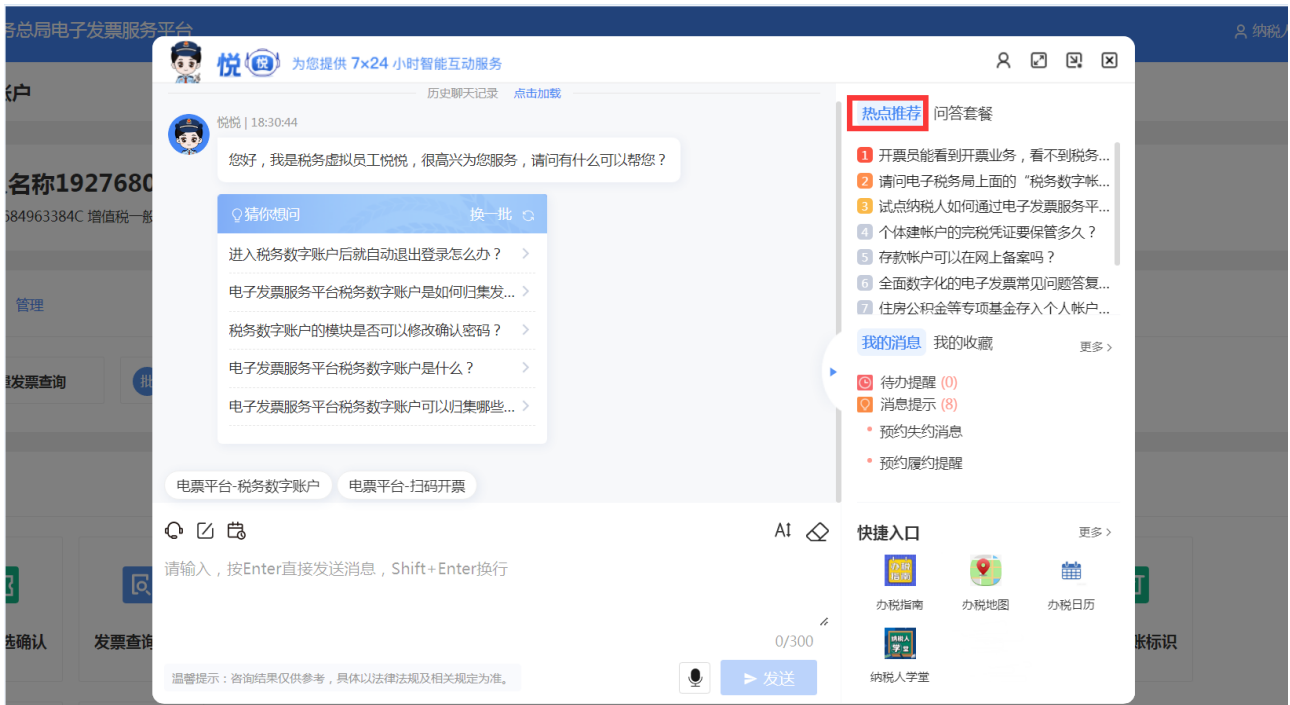 务总局电子发票服务平台
纳税人
悦
悦
为您提供 7×24 小时智能互动服务
账户
历史聊天记录 点击加载
悦悦 | 18:30:44
您好，我是税务虚拟员工悦悦，很高兴为您服务，请问有什么可以帮您？
名称1927680
684963384C 增值税一般
管理
发票查询
批
猜你想问
换一批
进入税务数字账户后就自动退出登录怎么办？
电子发票服务平台税务数字账户是如何归集发...
税务数字账户的模块是否可以修改确认密码？
电子发票服务平台税务数字账户是什么？
电子发票服务平台税务数字账户可以归集哪些...
电票平台-税务数字账户
电票平台-扫码开票
请输入，按Enter直接发送消息，Shift+Enter换行
0/300
温馨提示：咨询结果仅供参考，具体以法律法规及相关规定为准。
发送
选确认
发票查询
热点推荐 问答套餐
1 开票员能看到开票业务，看不到税务...
2 请问电子税务局上面的“税务数字帐...
3 试点纳税人如何通过电子发票服务平...
4 个体建帐户的完税凭证要保管多久？
5 存款帐户可以在网上备案吗？
6 全面数字化的电子发票常见问题答复...
7 住房公积金等专项基金存入个人帐户...
我的消息 我的收藏
更多
待办提醒 (0)
消息提示 (8)
预约失约消息
预约履约提醒
快捷入口
更多
办税指南
办税指南
办税地图
办税日历
纳税人学堂
纳税人学堂
账标识